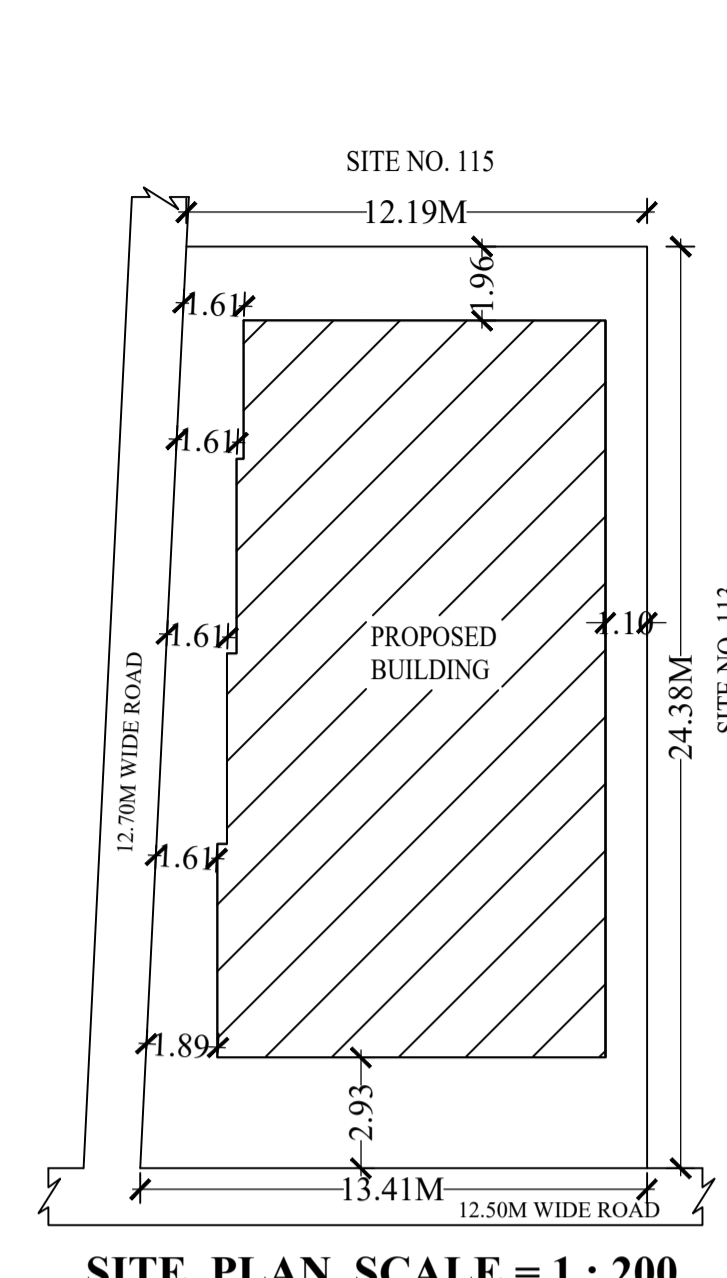 SITE NO. 115
12.19M
1.96
1.61
1.61
1.61
PROPOSED
BUILDING
1.10
12.70M WIDE ROAD
24.38M
1.61
1.89
2.93
13.41M
12.50M WIDE ROAD
SITE PLAN SCALE = 1 : 200